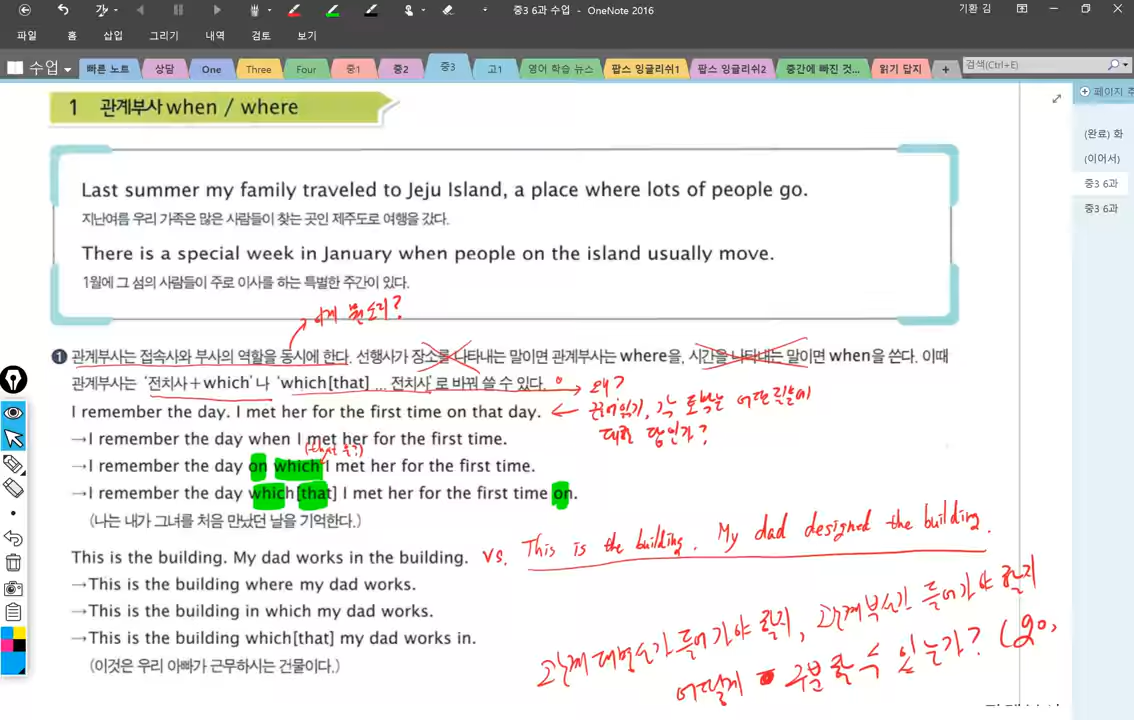 중3 6과 수업 - OneNote 2016
기환 김
파일 홈 삽입 그리기 내역 검토 보기
수업 빠른 노트 상담 One Three Four 중1 중2 중3 고1 영어 학습 뉴스 팝스 잉글리쉬1 팝스 잉글리쉬2 중간에 빠진 것... 읽기 답지 +
검색(Ctrl+E)
페이지 추
(완료) 화
(이어서)
중3 6과
중3 6과
1 관계부사 when / where
Last summer my family traveled to Jeju Island, a place where lots of people go.
지난여름 우리 가족은 많은 사람들이 찾는 곳인 제주도로 여행을 갔다.
There is a special week in January when people on the island usually move.
1월에 그 섬의 사람들이 주로 이사를 하는 특별한 주간이 있다.
이게 뭔소리?
❶ 관계부사는 접속사와 부사의 역할을 동시에 한다. 선행사가 장소를 나타내는 말이면 관계부사는 where을, 시간을 나타내는 말이면 when을 쓴다. 이때
관계부사는 ‘전치사+which’나 ‘which[that] ... 전치사’로 바꿔 쓸 수 있다. 왜?
I remember the day. I met her for the first time on that day. 끊어읽기, 각 토막은 어떤 질문에
대한 답인가?
→I remember the day when I met her for the first time.
→I remember the day on which I met her for the first time.
→I remember the day which[that] I met her for the first time on.
(나는 내가 그녀를 처음 만났던 날을 기억한다.)
This is the building. My dad works in the building. vs. This is the building. My dad designed the building.
→This is the building where my dad works.
→This is the building in which my dad works.
→This is the building which[that] my dad works in.
(이것은 우리 아빠가 근무하시는 건물이다.)
관계대명사가 들어가야 할지, 관계부사가 들어가야 할지
어떻게 구분할 수 있는가?